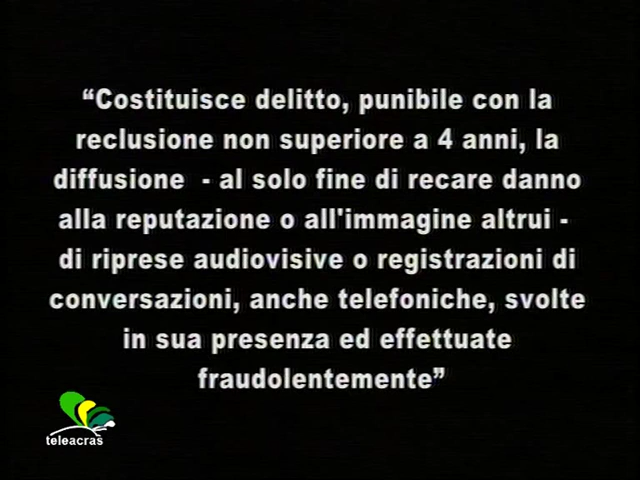 “Costituisce delitto, punibile con la
reclusione non superiore a 4 anni, la
diffusione - al solo fine di recare danno
alla reputazione o all'immagine altrui -
di riprese audiovisive o registrazioni di
conversazioni, anche telefoniche, svolte
in sua presenza ed effettuate
fraudolentemente”
teleacras